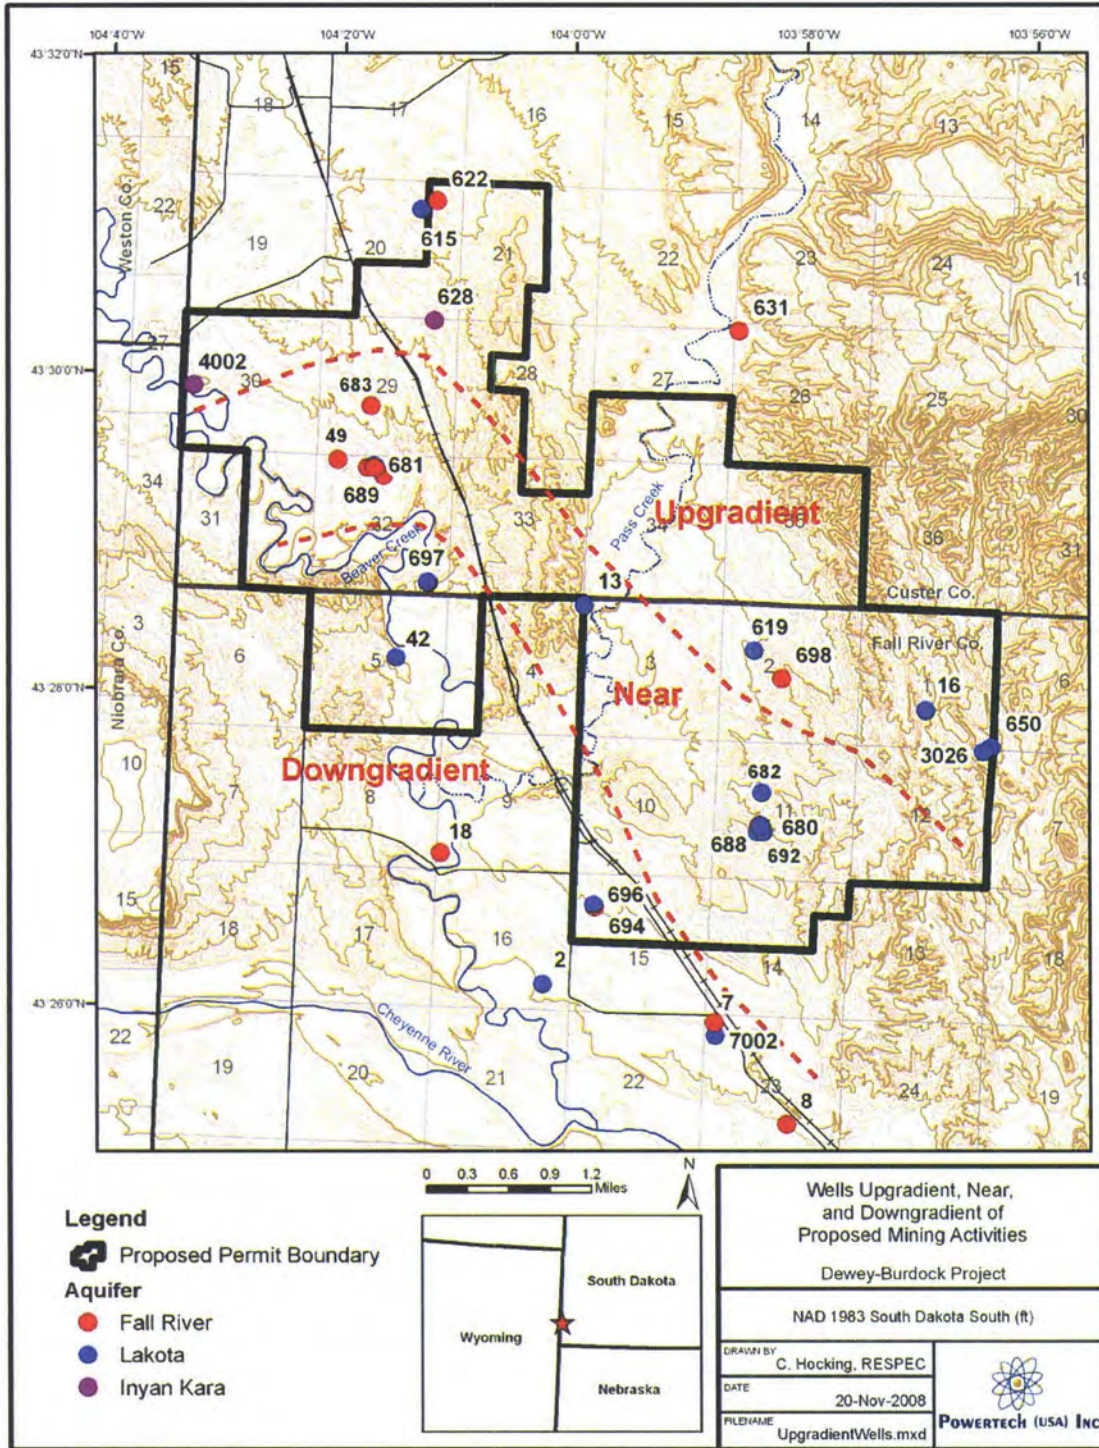 104°4'0"W 104°2'0"W 104°0'0"W 103°58'0"W 103°56'0"W
43°32'0"N
15 18 17 16 15 14 13
622
22 Weston Co. 19 20 615 21 22 23 24 19
628 631
27 4002 30 29 28 27 26 25 30
43°30'0"N
683
49
681
34 31 689 32 33 34 Upgradient 35 36 31
Pass Creek
Beaver Creek
697 13 Custer Co.
3 6 5 42 4 3 619 2 698 Fall River Co. 1 16 6
43°28'0"N
Niobrara Co. Near 650
3026
10 7 Downgradient 8 9 10 682 11 12 7
18 688 680
692
15 18 17 16 696
694 15 14 13 18
2
43°26'0"N
7
7002
22 19 20 Cheyenne River 21 22 23 24 19
8
0 0.3 0.6 0.9 1.2
Miles
N
Legend
Proposed Permit Boundary
Aquifer
Fall River
Lakota
Inyan Kara
South Dakota
Wyoming
Nebraska
Wells Upgradient, Near,
and Downgradient of
Proposed Mining Activities
Dewey-Burdock Project
NAD 1983 South Dakota South (ft)
DRAWN BY
C. Hocking, RESPEC
DATE
20-Nov-2008
FILENAME
UpgradientWells.mxd
POWERTECH (USA) INC